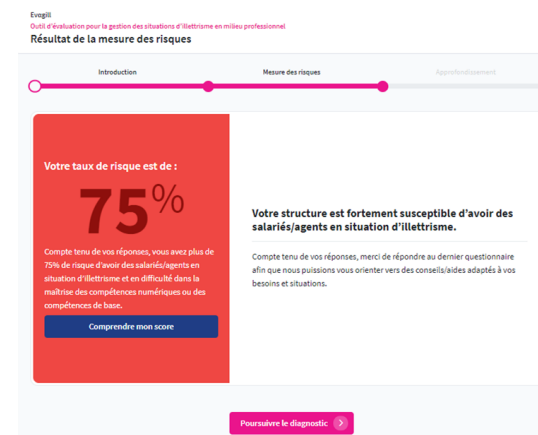 Evogill
Outil d'évaluation pour la gestion des situations d'illettrisme en milieu professionnel
Résultat de la mesure des risques
Introduction
Mesure des risques
Approfondissement
Votre taux de risque est de :
75%
Compte tenu de vos réponses, vous avez plus de
75% de risque d'avoir des salariés/agents en
situation d'illettrisme et en difficulté dans la
maîtrise des compétences numériques ou des
compétences de base.
Comprendre mon score
Votre structure est fortement susceptible d'avoir des
salariés/agents en situation d'illettrisme.
Compte tenu de vos réponses, merci de répondre au dernier questionnaire
afin que nous puissions vous orienter vers des conseils/aides adaptés à vos
besoins et situations.
Poursuivre le diagnostic